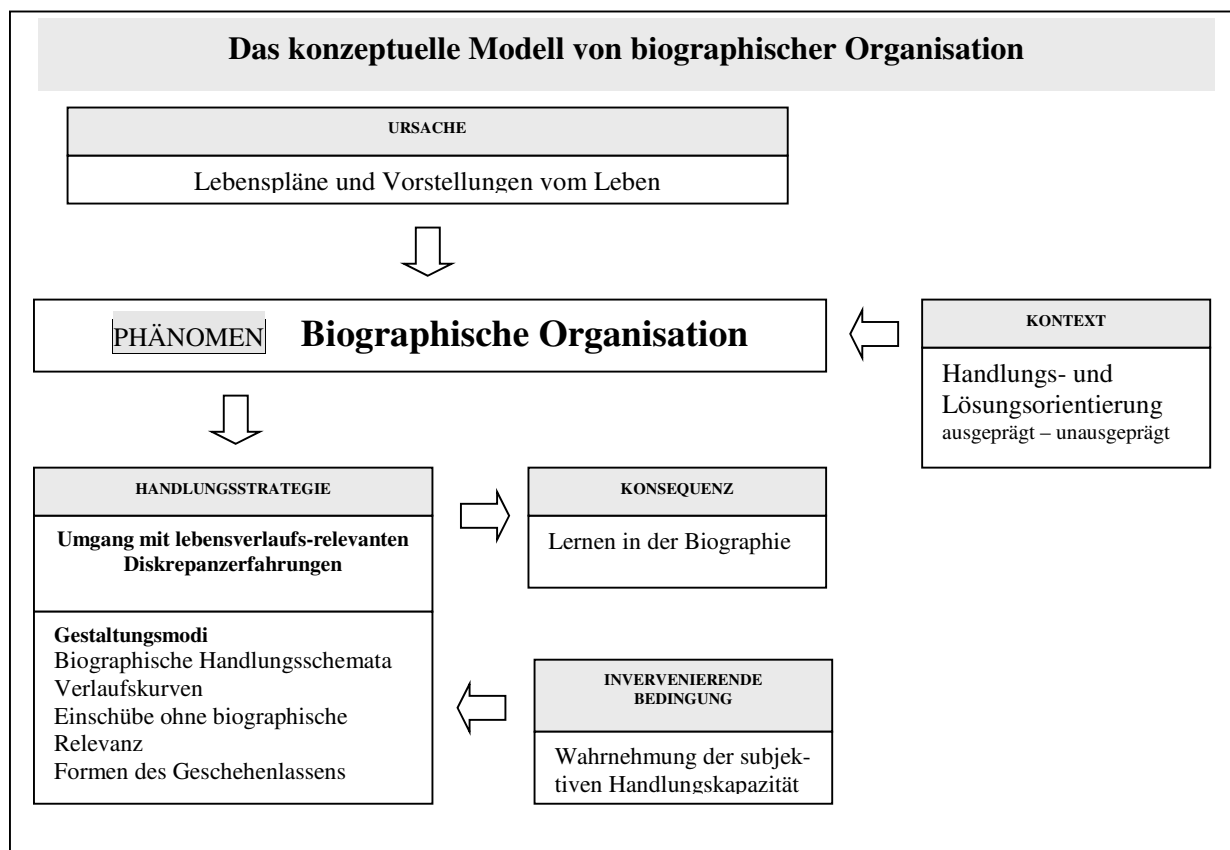 Das konzeptuelle Modell von biographischer Organisation
URSACHE
Lebenspläne und Vorstellungen vom Leben
PHÄNOMEN Biographische Organisation
KONTEXT
Handlungs- und
Lösungsorientierung
ausgeprägt – unausgeprägt
HANDLUNGSSTRATEGIE
Umgang mit lebensverlaufs-relevanten
Diskrepanzerfahrungen
Gestaltungsmodi
Biographische Handlungsschemata
Verlaufskurven
Einschübe ohne biographische
Relevanz
Formen des Geschehenlassens
KONSEQUENZ
Lernen in der Biographie
INVERVENIERENDE
BEDINGUNG
Wahrnehmung der subjek-
tiven Handlungskapazität